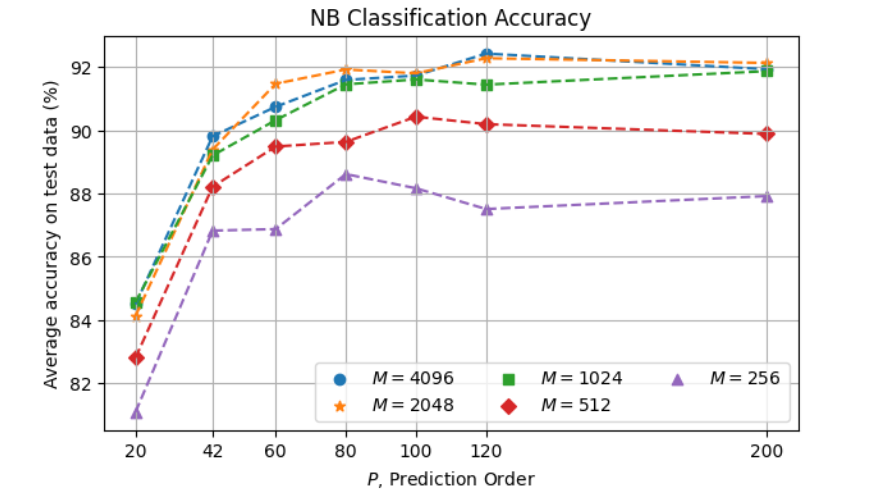 NB Classification Accuracy
Average accuracy on test data (%)
92
90
88
86
84
82
M = 4096
M = 2048
M = 1024
M = 512
M = 256
20 42 60 80 100 120 200
P, Prediction Order